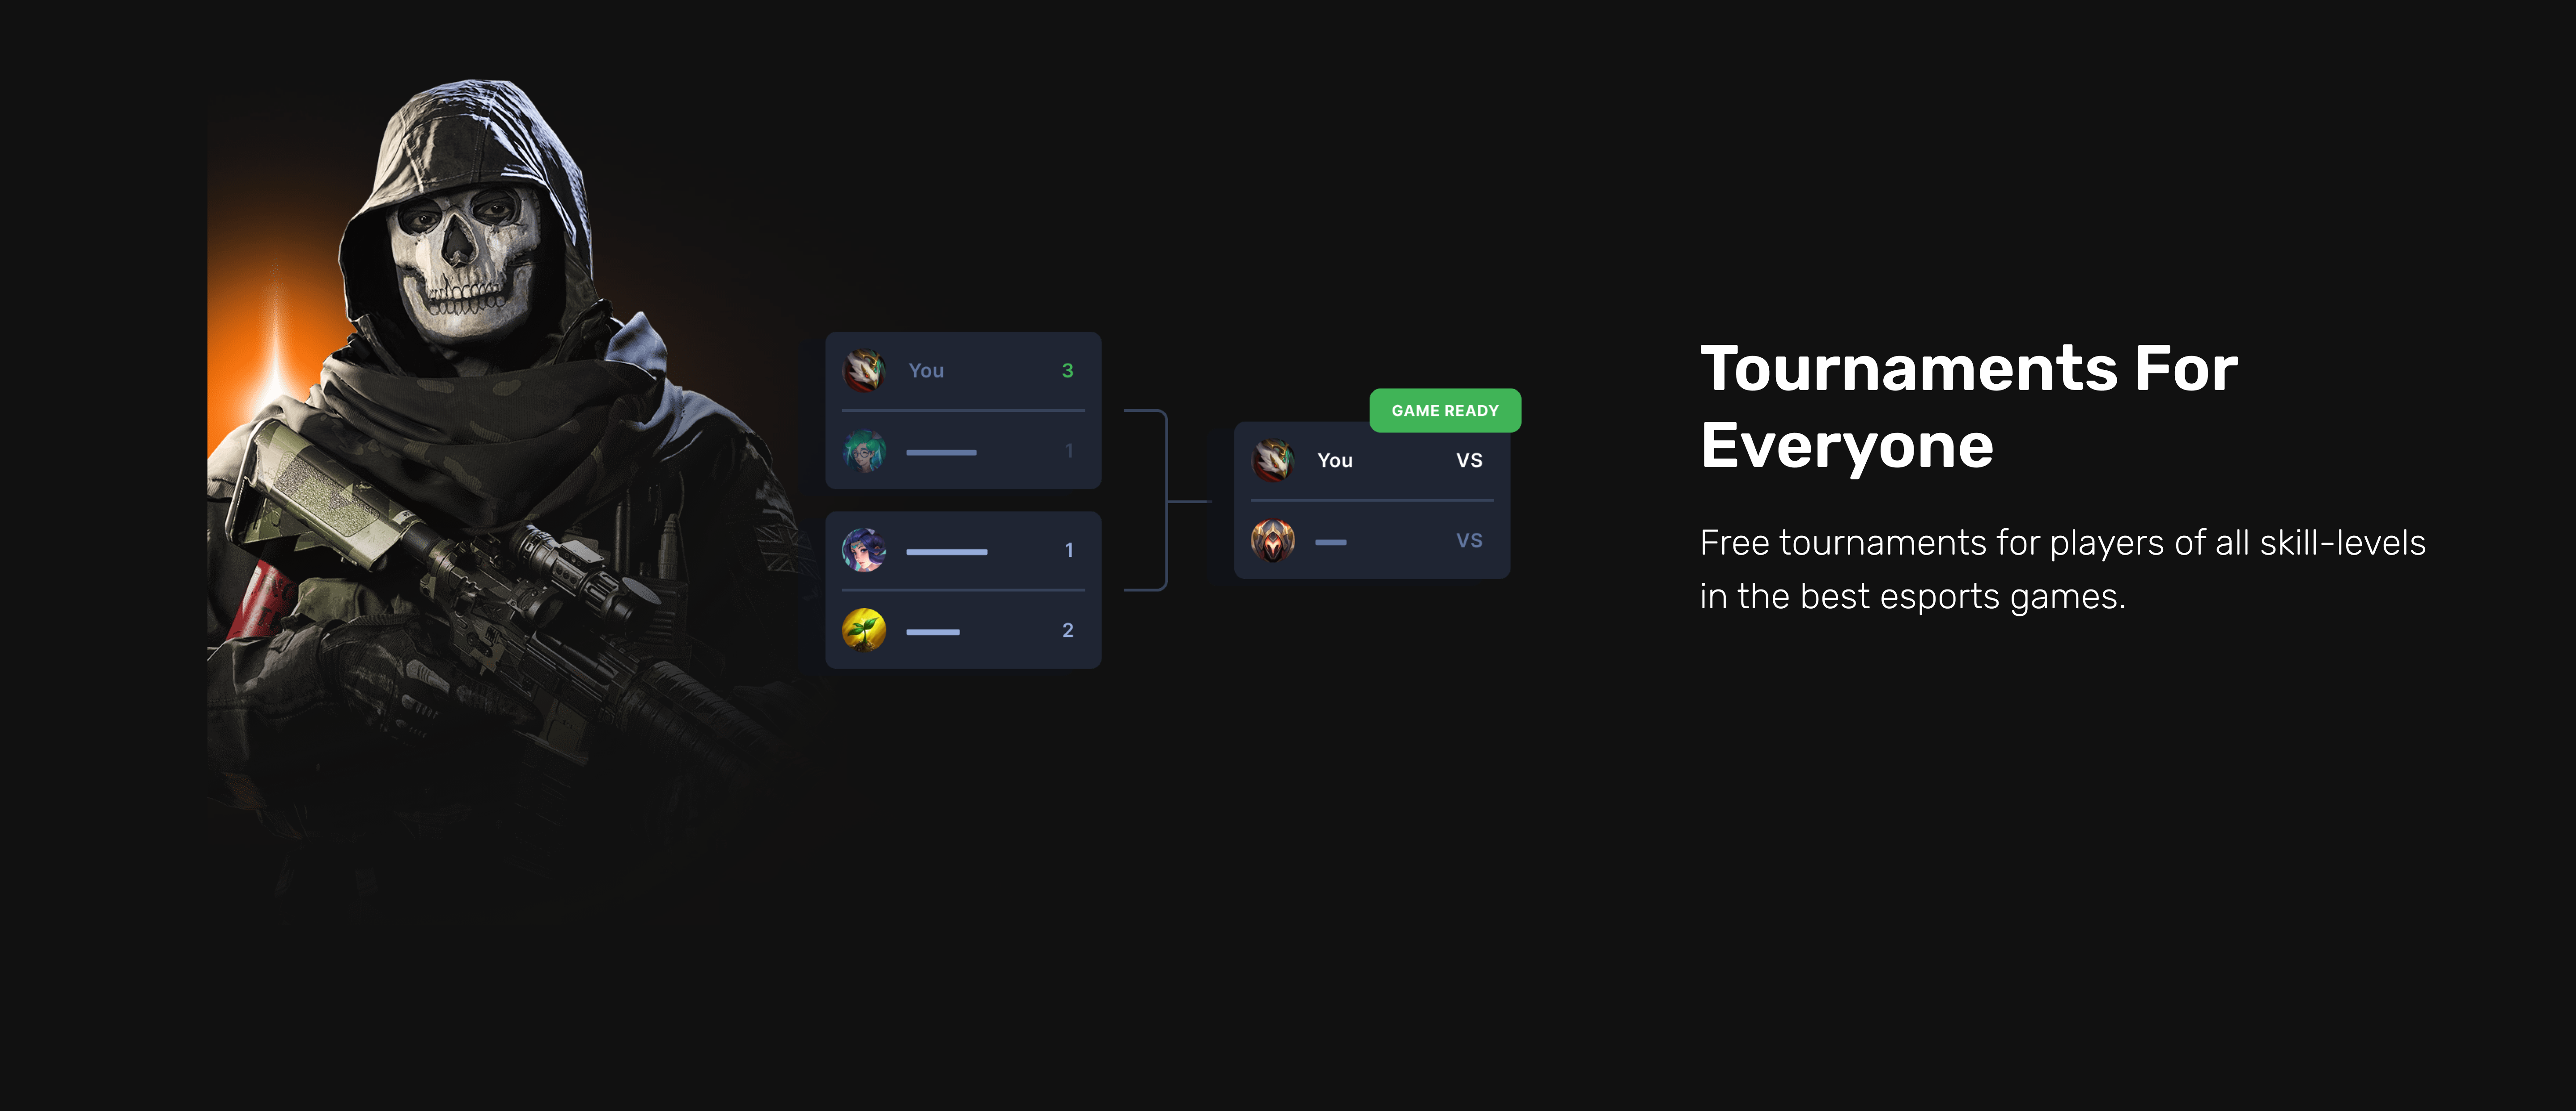 You 3
1
1
2
GAME READY
You VS
VS
Tournaments For
Everyone
Free tournaments for players of all skill-levels
in the best esports games.